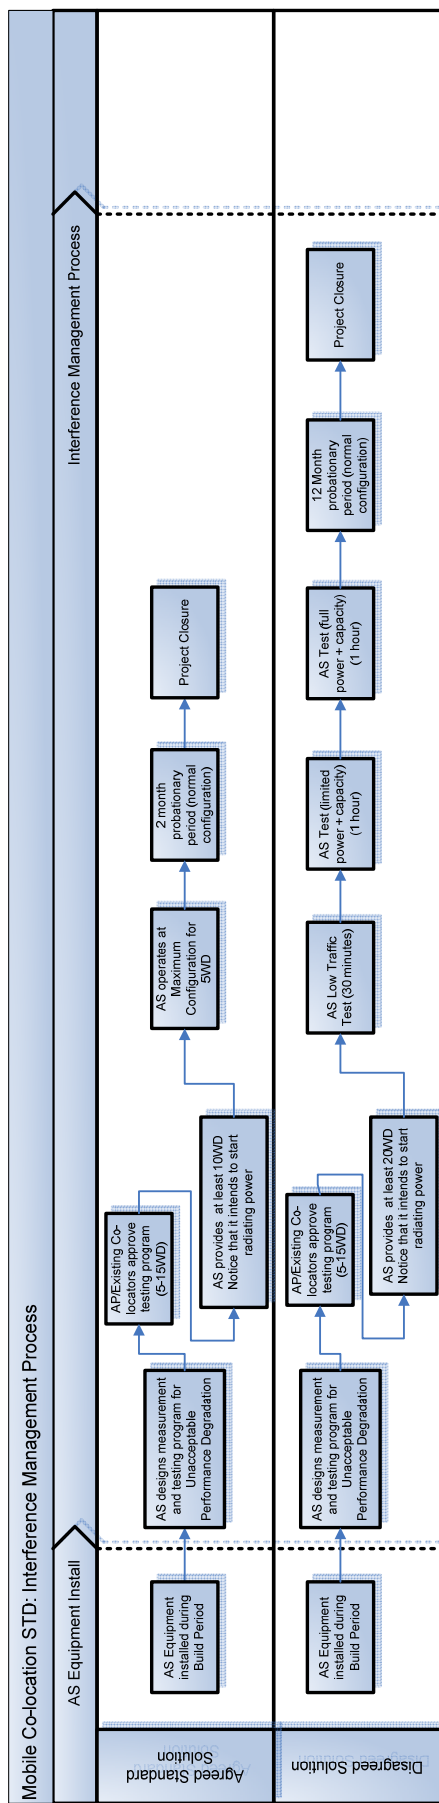 Mobile Co-location STD: Interference Management Process
AS Equipment Install
Interference Management Process
Agreed Standard
Solution
AS Equipment
installed during
Build Period
AS designs measurement
and testing program for
Unacceptable
Performance Degradation
AP/Existing Co-
locators approve
testing program
(5-15WD)
AS provides at least 10WD
Notice that it intends to start
radiating power
AS operates at
Maximum
Configuration for
5WD
2 month
probationary
period (normal
configuration)
Project Closure
Disagreed Solution
AS Equipment
installed during
Build Period
AS designs measurement
and testing program for
Unacceptable
Performance Degradation
AP/Existing Co-
locators approve
testing program
(5-15WD)
AS provides at least 20WD
Notice that it intends to start
radiating power
AS Low Traffic
Test (30 minutes)
AS Test (limited
power + capacity)
(1 hour)
AS Test (full
power + capacity)
(1 hour)
12 Month
probationary
period (normal
configuration)
Project Closure